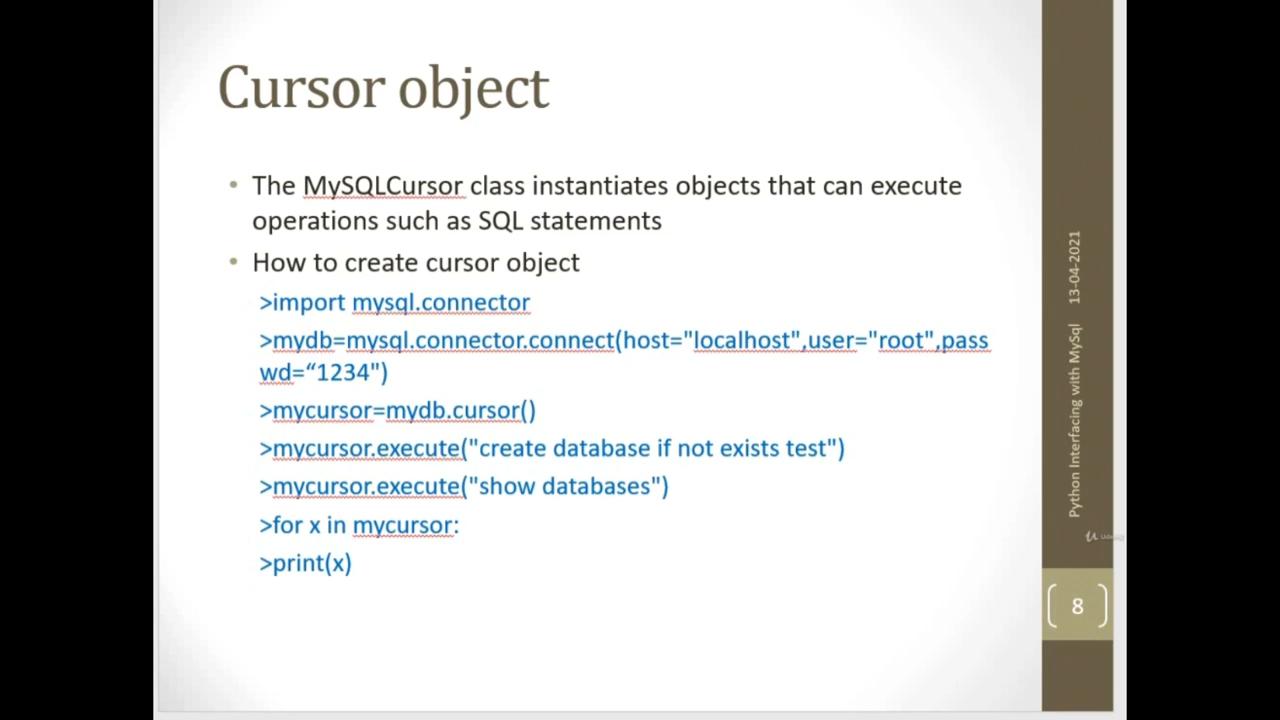 Cursor object
• The MySQLCursor class instantiates objects that can execute
operations such as SQL statements
• How to create cursor object
>import mysql.connector
>mydb=mysql.connector.connect(host="localhost",user="root",pass
wd=“1234")
>mycursor=mydb.cursor()
>mycursor.execute("create database if not exists test")
>mycursor.execute("show databases")
>for x in mycursor:
>print(x)
Python Interfacing with MySql 13-04-2021
8